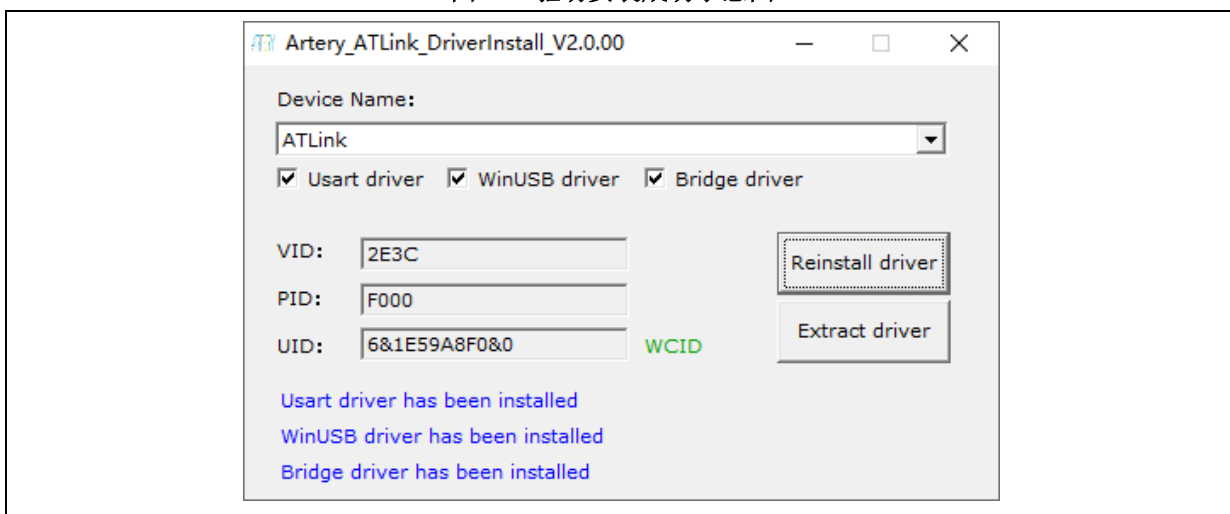 Artery_ATLink_DriverInstall_V2.0.00
Device Name:
ATLink
Usart driver WinUSB driver Bridge driver
VID: 2E3C
Reinstall driver
PID: F000
Extract driver
UID: 6&1E59A8F0&0 WCID
Usart driver has been installed
WinUSB driver has been installed
Bridge driver has been installed